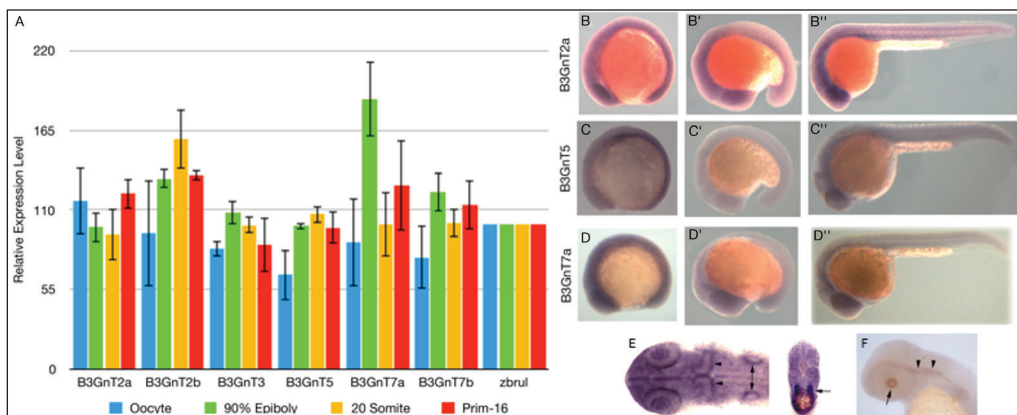 A
Relative Expression Level
220
165
110
55
0
B3GnT2a B3GnT2b B3GnT3 B3GnT5 B3GnT7a B3GnT7b zbrul
Oocyte 90% Epiboly 20 Somite Prim-16
B3GnT2a
B B' B''
B3GnT5
C C' C''
B3GnT7a
D D' D''
E F